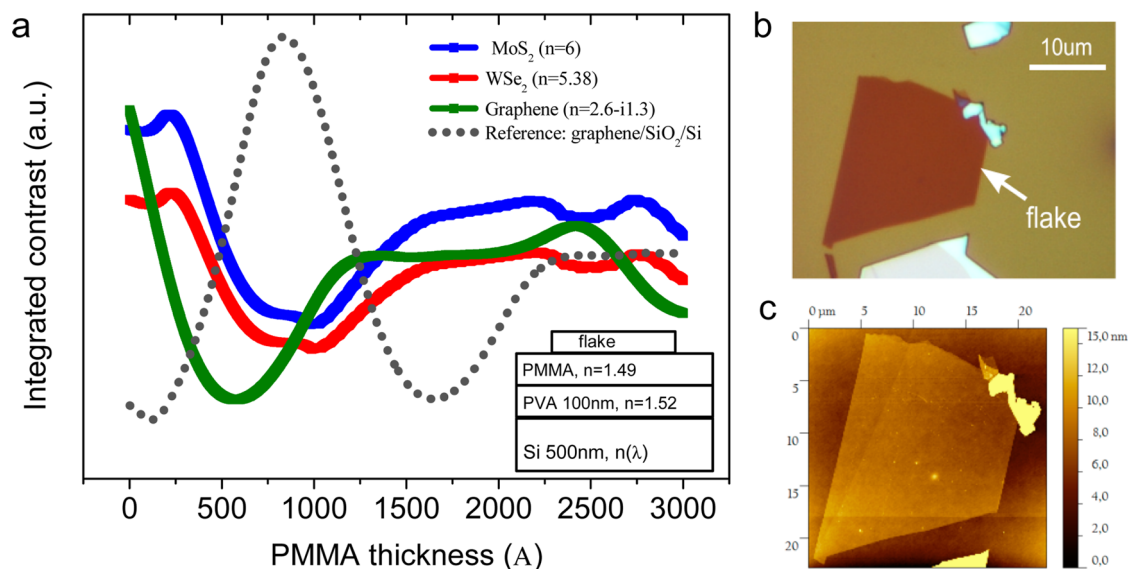 a
Integrated contrast (a.u.)
MoS₂ (n=6)
WSe₂ (n=5.38)
Graphene (n=2.6-i1.3)
Reference: graphene/SiO₂/Si
flake
PMMA, n=1.49
PVA 100nm, n=1.52
Si 500nm, n(λ)
0 500 1000 1500 2000 2500 3000
PMMA thickness (A)
b
10um
flake
c
0 µm 5 10 17 20
0
5
10
15
20
15,0 nm
12,0
10,0
8,0
6,0
4,0
2,0
0,0